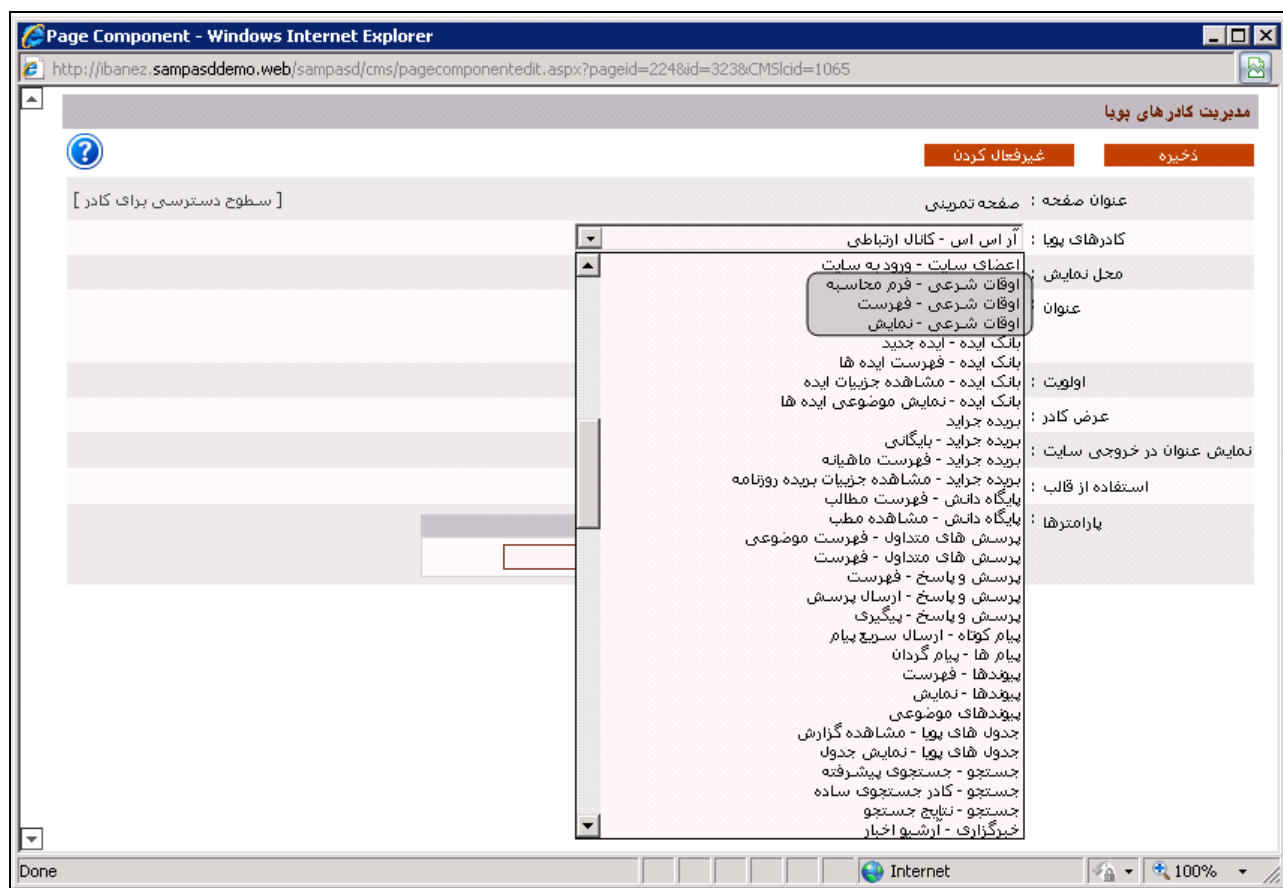 Page Component - Windows Internet Explorer
http://ibanez.sampasddemo.web/sampasd/cms/pagecomponentedit.aspx?pageid=224&id=323&CMSlcid=1065
مدیریت کادرهای پویا
ذخیره غیرفعال کردن
عنوان صفحه : صفحه تمرینی [ سطوح دسترسی برای کادر ]
کادرهای پویا : آر اس اس - کانال ارتباطی
محل نمایش :
عنوان :
اولویت :
عرض کادر :
نمایش عنوان در خروجی سایت :
استفاده از قالب :
پارامترها :
اعضای سایت - ورود به سایت
اوقات شرعی - فرم محاسبه
اوقات شرعی - فهرست
اوقات شرعی - نمایش
بانک ایده - ایده جدید
بانک ایده - فهرست ایده ها
بانک ایده - مشاهده جزییات ایده
بانک ایده - نمایش موضوعی ایده ها
بریده جراید
بریده جراید - بایگانی
بریده جراید - فهرست ماهیانه
بریده جراید - مشاهده جزییات بریده روزنامه
پایگاه دانش - فهرست مطالب
پایگاه دانش - مشاهده مطب
پرسش های متداول - فهرست موضوعی
پرسش های متداول - فهرست
پرسش و پاسخ - فهرست
پرسش و پاسخ - ارسال پرسش
پرسش و پاسخ - پیگیری
پیام کوتاه - ارسال سریع پیام
پیام ها - پیام گردان
پیوندها - فهرست
پیوندها - نمایش
پیوندهای موضوعی
جدول های پویا - مشاهده گزارش
جدول های پویا - نمایش جدول
جستجو - جستجوی پیشرفته
جستجو - کادر جستجوی ساده
جستجو - نتایج جستجو
خبرگزاری - آرشیو اخبار
Done Internet 100%